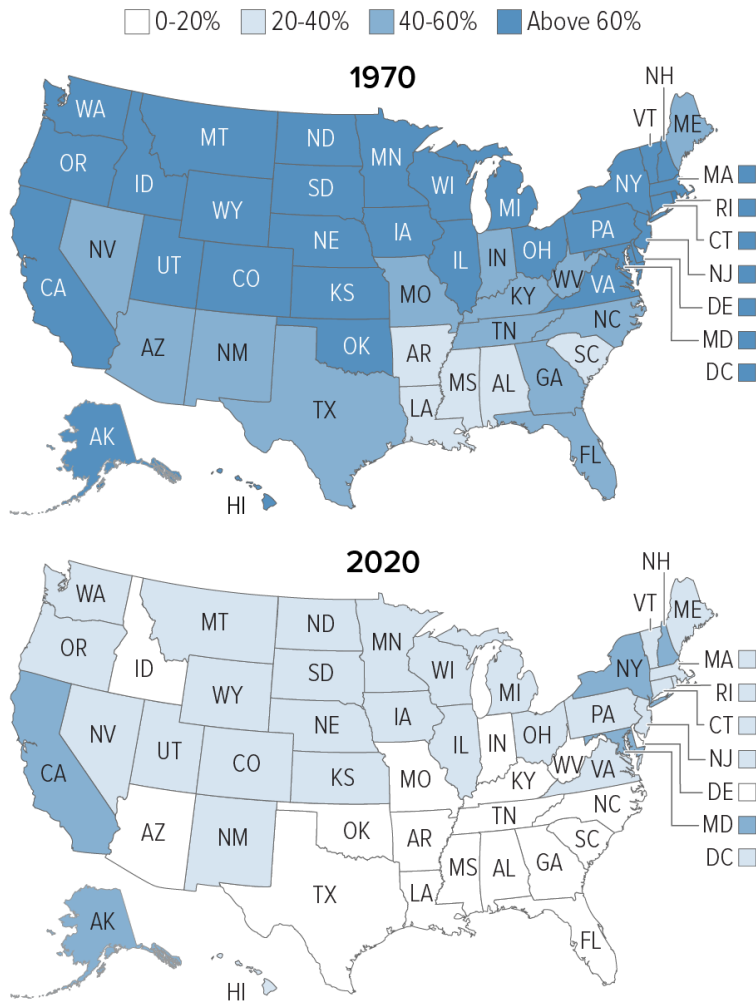 0-20% 20-40% 40-60% Above 60%
1970
NH
VT
ME
WA
MT
ND
MN
OR
ID
WI
NY
MA
SD
MI
RI
WY
PA
CT
IA
NE
NV
OH
NJ
IL
IN
UT
CO
WV
VA
DE
CA
KS
MO
KY
MD
NC
TN
AZ
NM
OK
AR
SC
DC
MS
AL
GA
TX
LA
AK
FL
HI
2020
NH
VT
WA
ME
MT
ND
MN
OR
MA
ID
WI
NY
SD
MI
RI
WY
PA
CT
IA
NE
NV
OH
NJ
IL
IN
UT
CO
WV
VA
CA
KS
MO
KY
DE
NC
TN
MD
AZ
NM
OK
AR
SC
DC
MS
AL
GA
TX
LA
AK
FL
HI